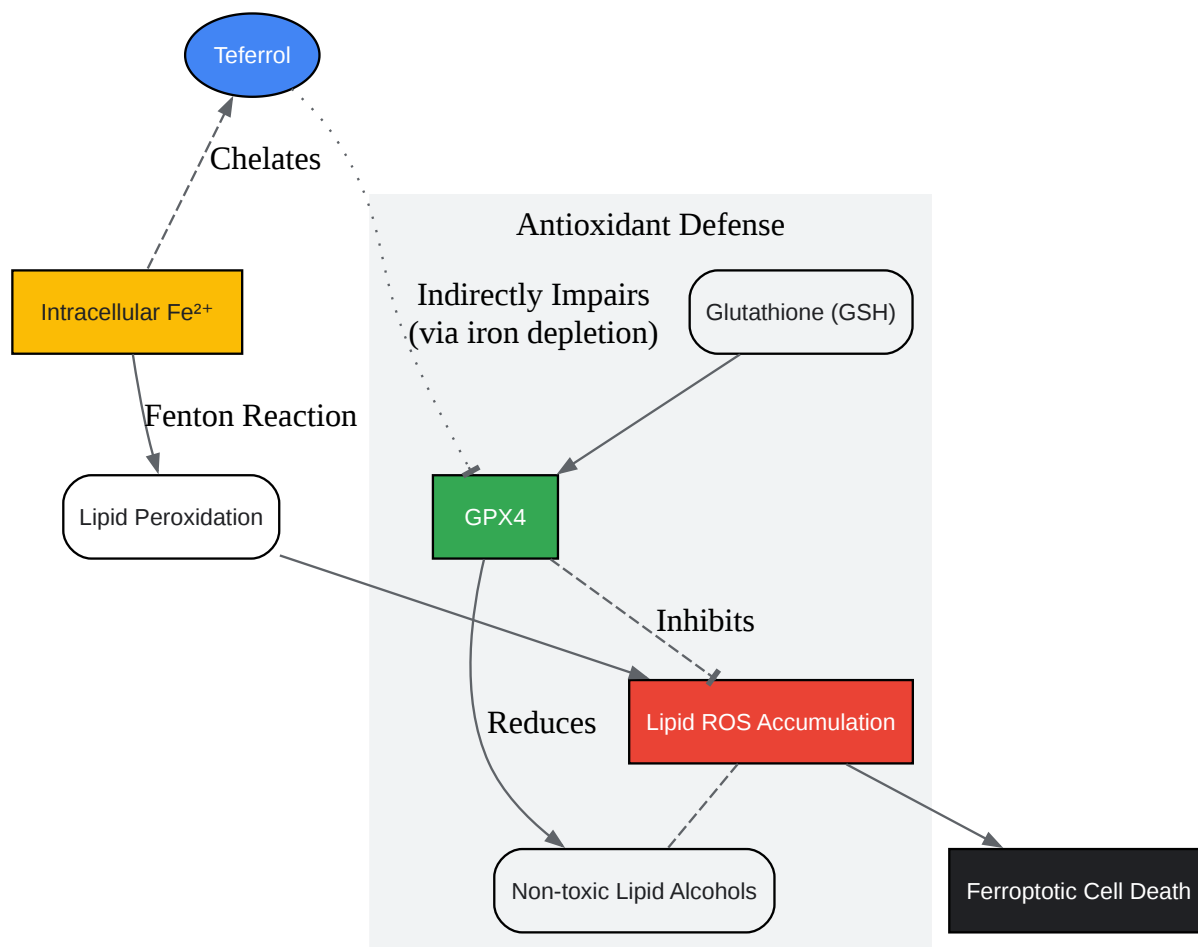 Teferrol
Chelates
Antioxidant Defense
Intracellular Fe²⁺
Indirectly Impairs
(via iron depletion)
Glutathione (GSH)
Fenton Reaction
Lipid Peroxidation
GPX4
Inhibits
Reduces
Lipid ROS Accumulation
Non-toxic Lipid Alcohols
Ferroptotic Cell Death